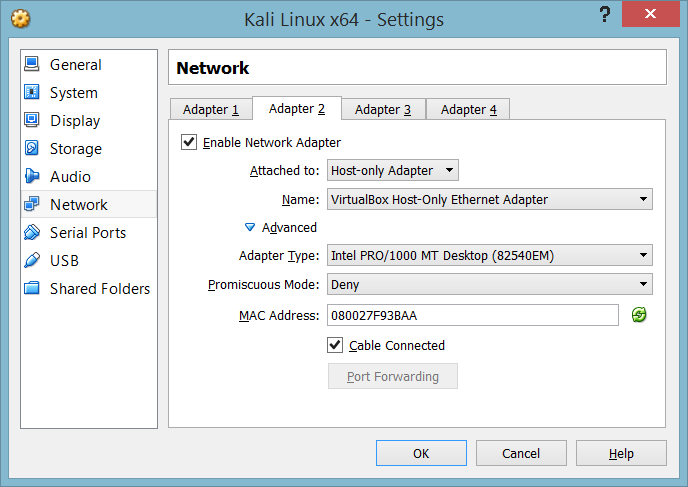 Kali Linux x64 - Settings
?
General
System
Display
Storage
Audio
Network
Serial Ports
USB
Shared Folders
Network
Adapter 1 Adapter 2 Adapter 3 Adapter 4
Enable Network Adapter
Attached to: Host-only Adapter
Name: VirtualBox Host-Only Ethernet Adapter
Advanced
Adapter Type: Intel PRO/1000 MT Desktop (82540EM)
Promiscuous Mode: Deny
MAC Address: 080027F93BAA
Cable Connected
Port Forwarding
OK Cancel Help